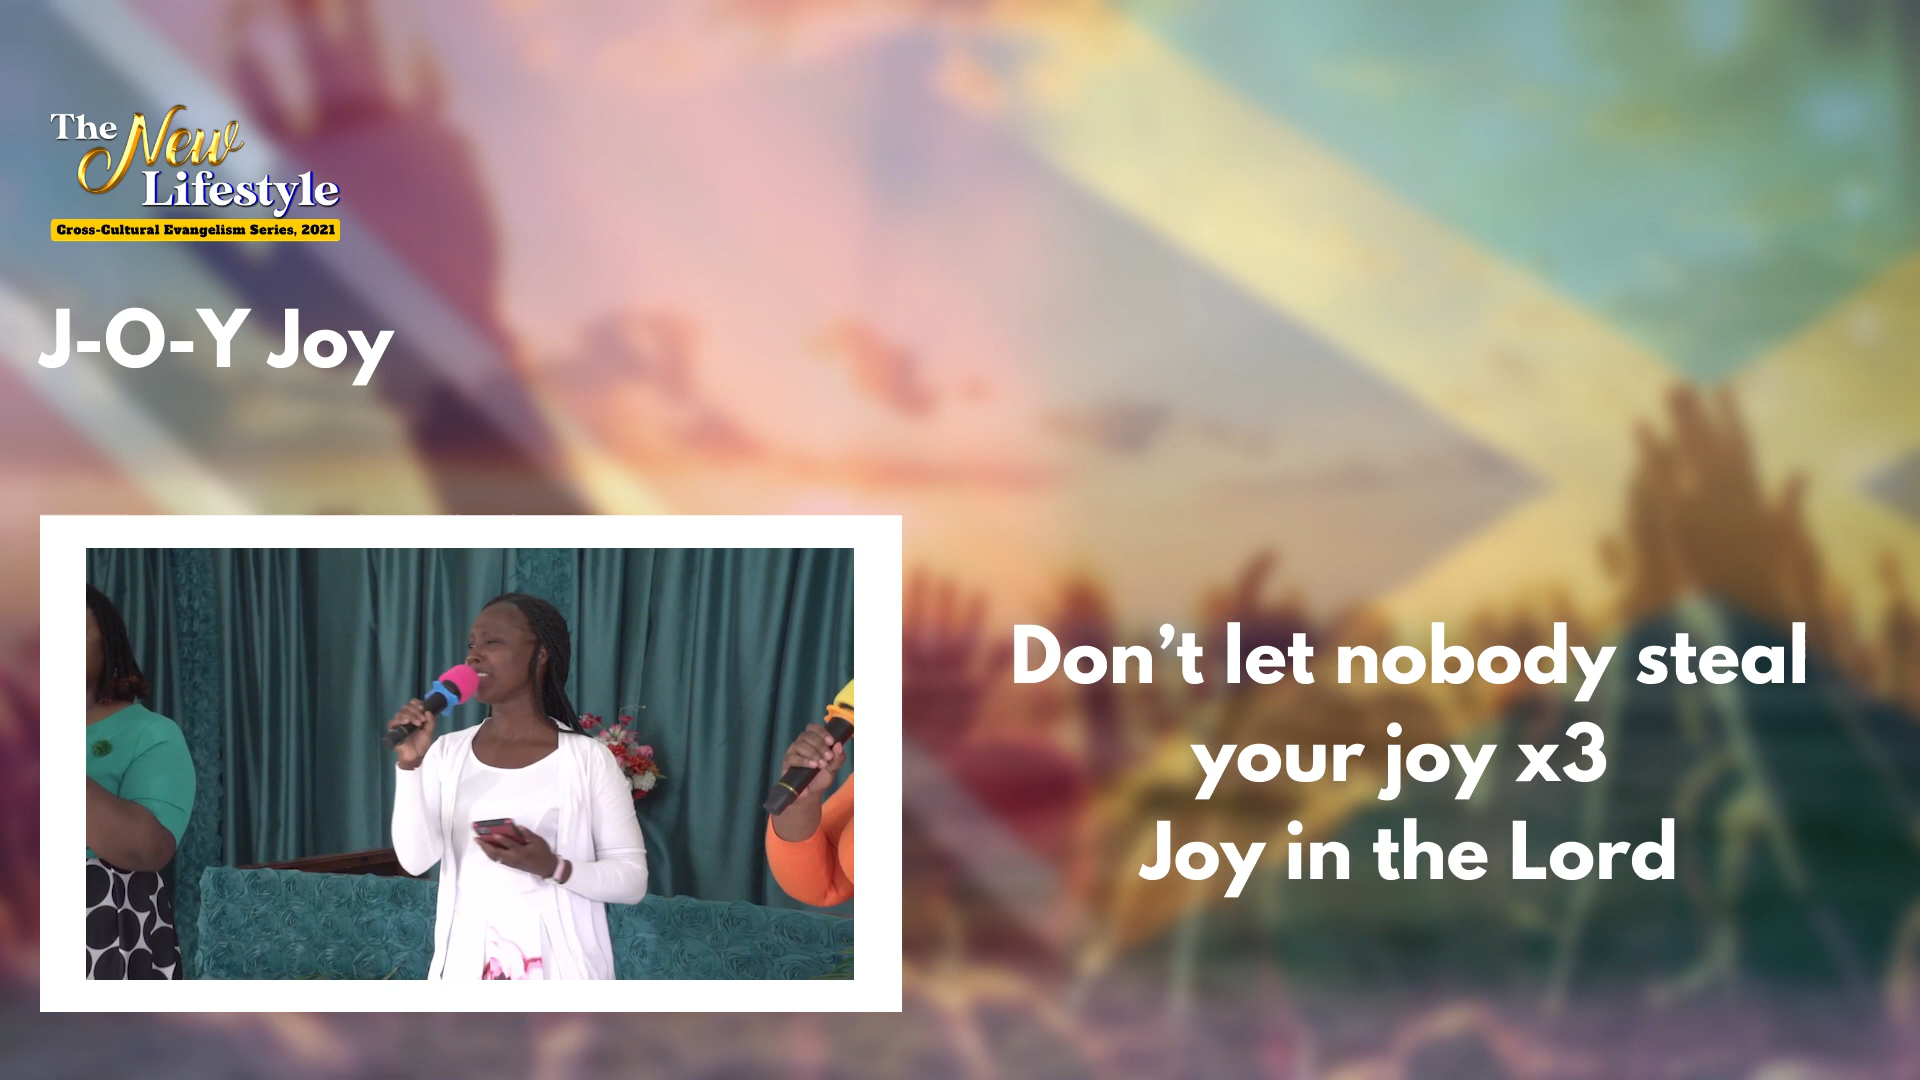 The New
Lifestyle
Cross-Cultural Evangelism Series, 2021
J-O-Y Joy
Don’t let nobody steal
your joy x3
Joy in the Lord